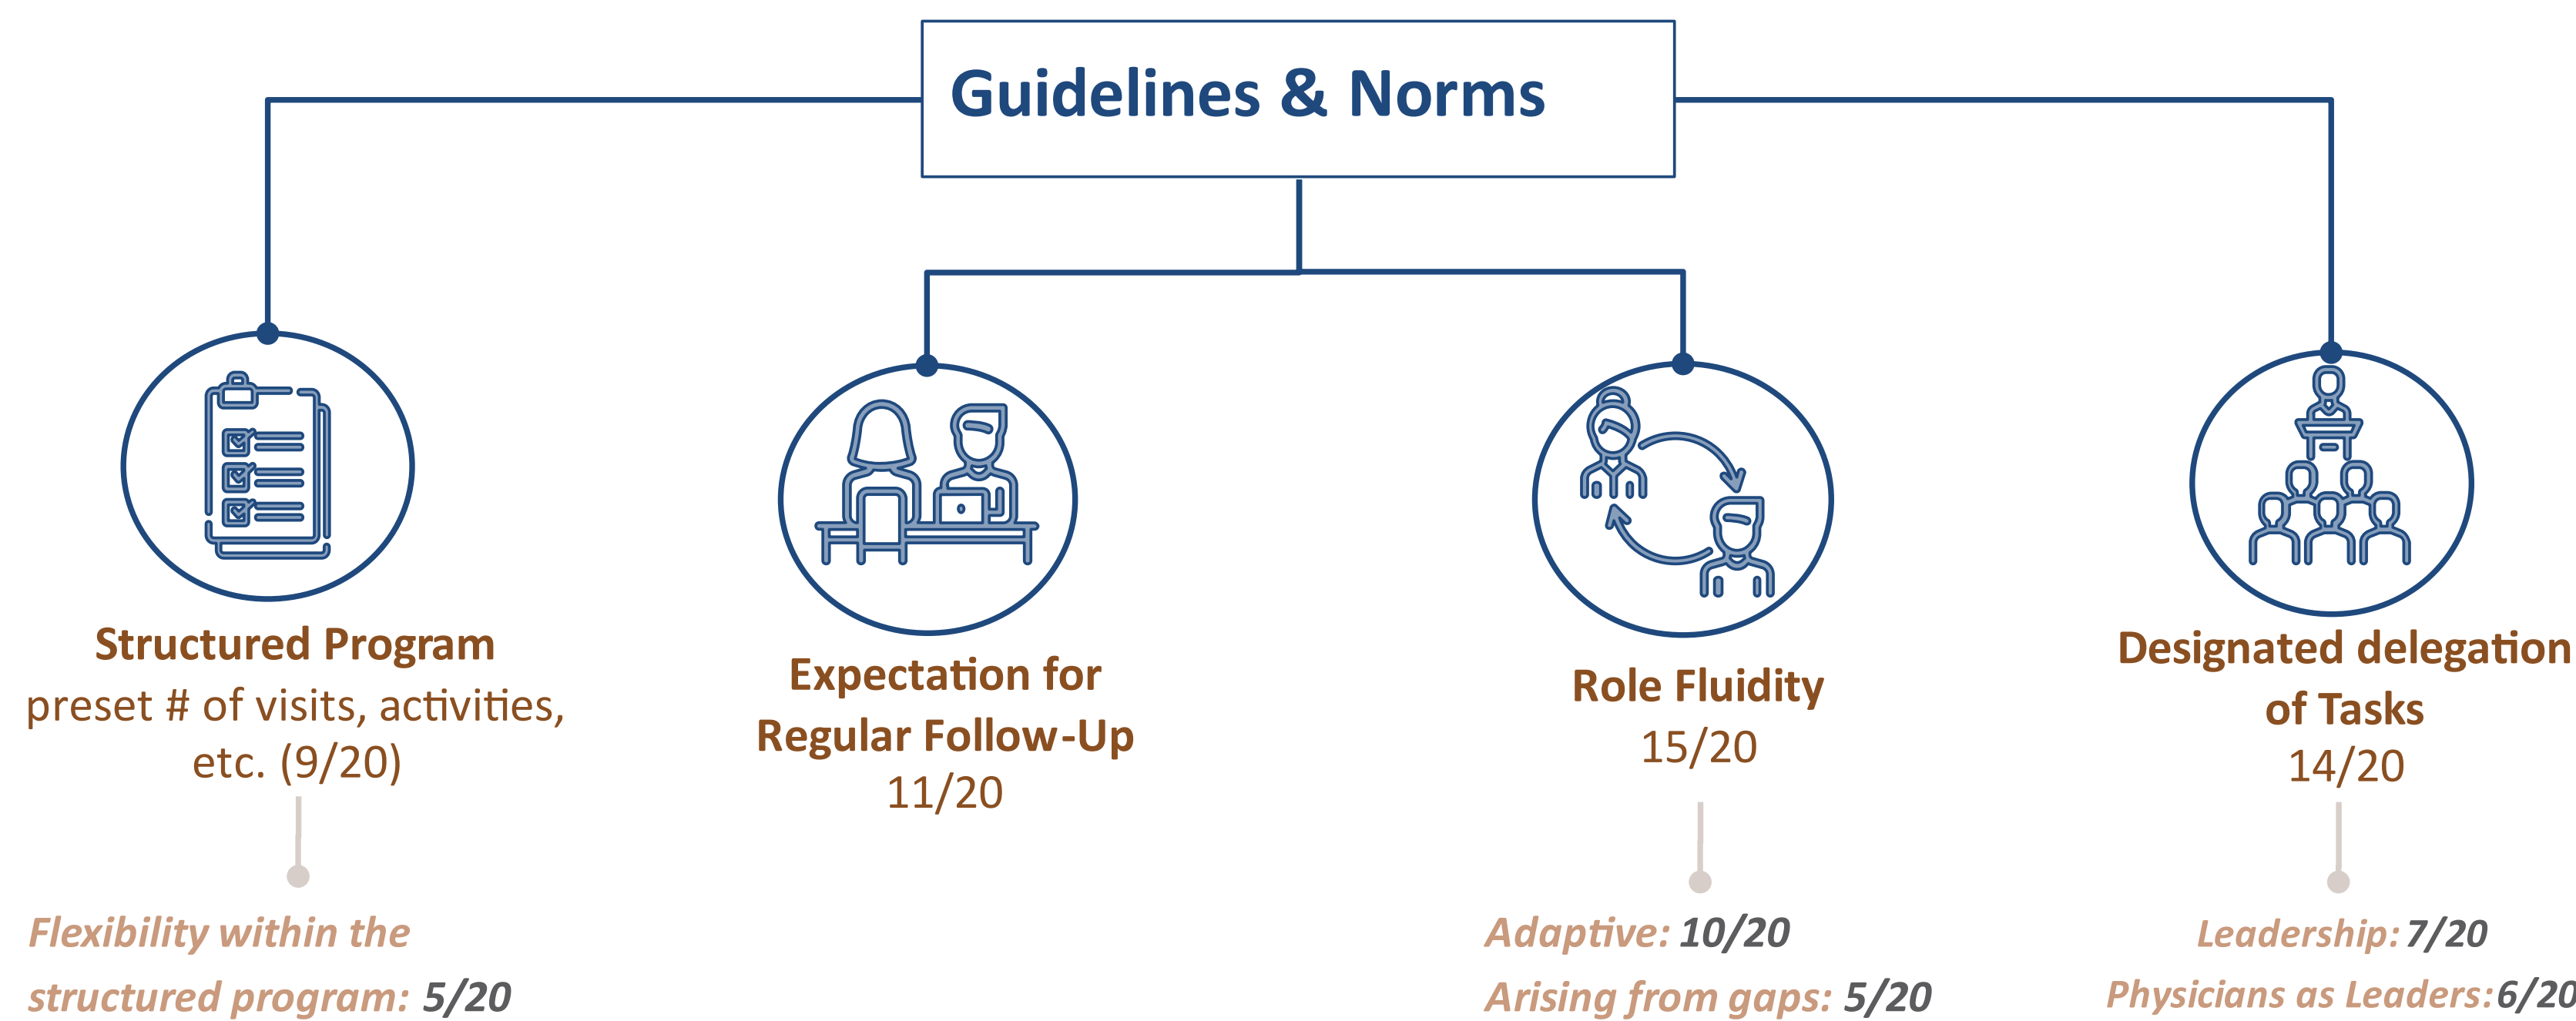 Guidelines & Norms
Structured Program
preset # of visits, activities,
etc. (9/20)
Flexibility within the
structured program: 5/20
Expectation for
Regular Follow-Up
11/20
Role Fluidity
15/20
Adaptive: 10/20
Arising from gaps: 5/20
Designated delegation
of Tasks
14/20
Leadership: 7/20
Physicians as Leaders: 6/20